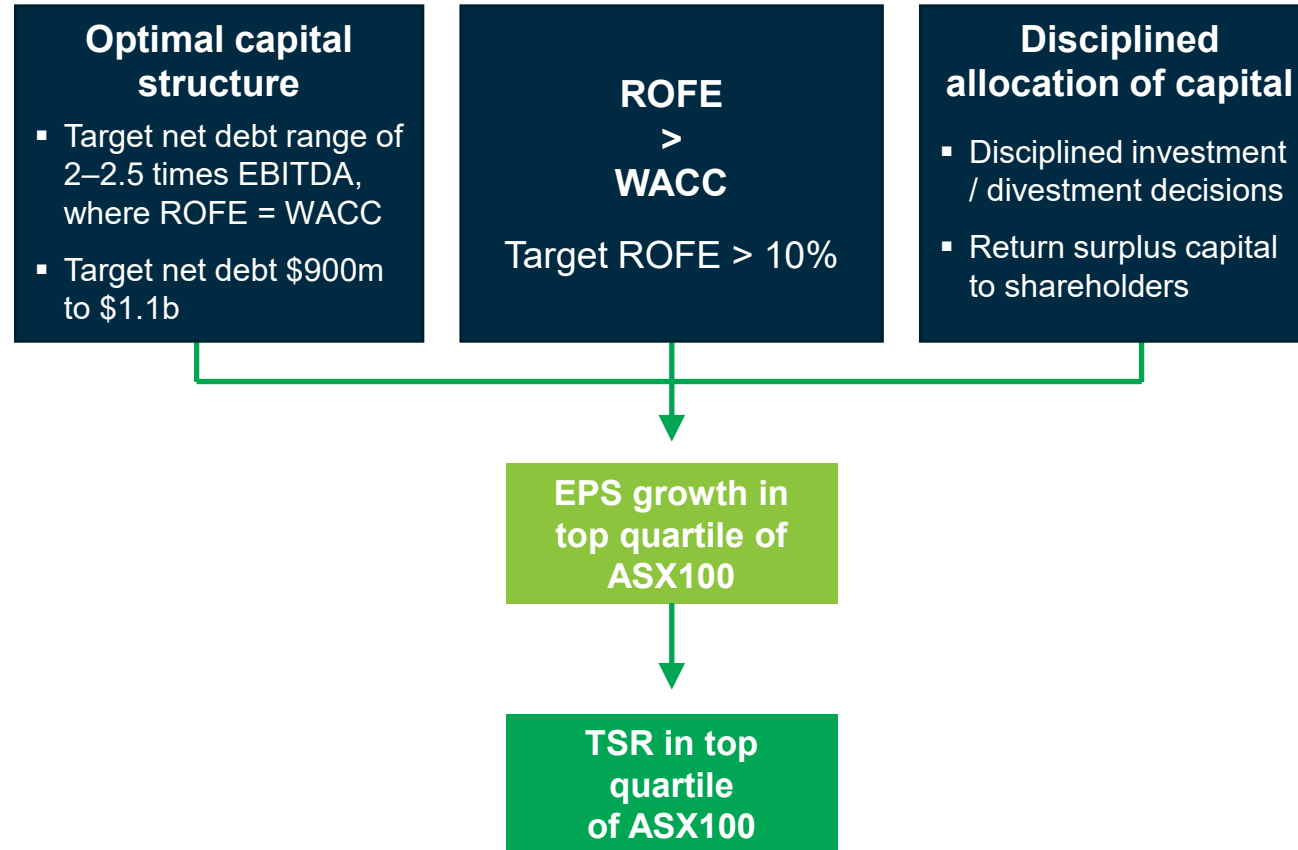 Optimal capital
structure
▪ Target net debt range of
2–2.5 times EBITDA,
where ROFE = WACC
▪ Target net debt $900m
to $1.1b
ROFE
>
WACC
Target ROFE > 10%
Disciplined
allocation of capital
▪ Disciplined investment
/ divestment decisions
▪ Return surplus capital
to shareholders
EPS growth in
top quartile of
ASX100
TSR in top
quartile
of ASX100